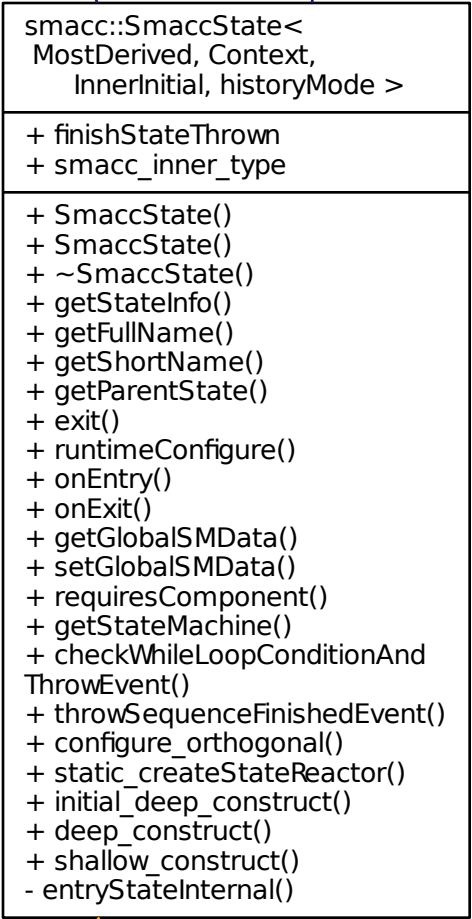 smacc::SmaccState<
MostDerived, Context,
InnerInitial, historyMode >
+ finishStateThrown
+ smacc_inner_type
+ SmaccState()
+ SmaccState()
+ ~SmaccState()
+ getStateInfo()
+ getFullName()
+ getShortName()
+ getParentState()
+ exit()
+ runtimeConfigure()
+ onEntry()
+ onExit()
+ getGlobalSMData()
+ setGlobalSMData()
+ requiresComponent()
+ getStateMachine()
+ checkWhileLoopConditionAnd
ThrowEvent()
+ throwSequenceFinishedEvent()
+ configure_orthogonal()
+ static_createStateReactor()
+ initial_deep_construct()
+ deep_construct()
+ shallow_construct()
- entryStateInternal()